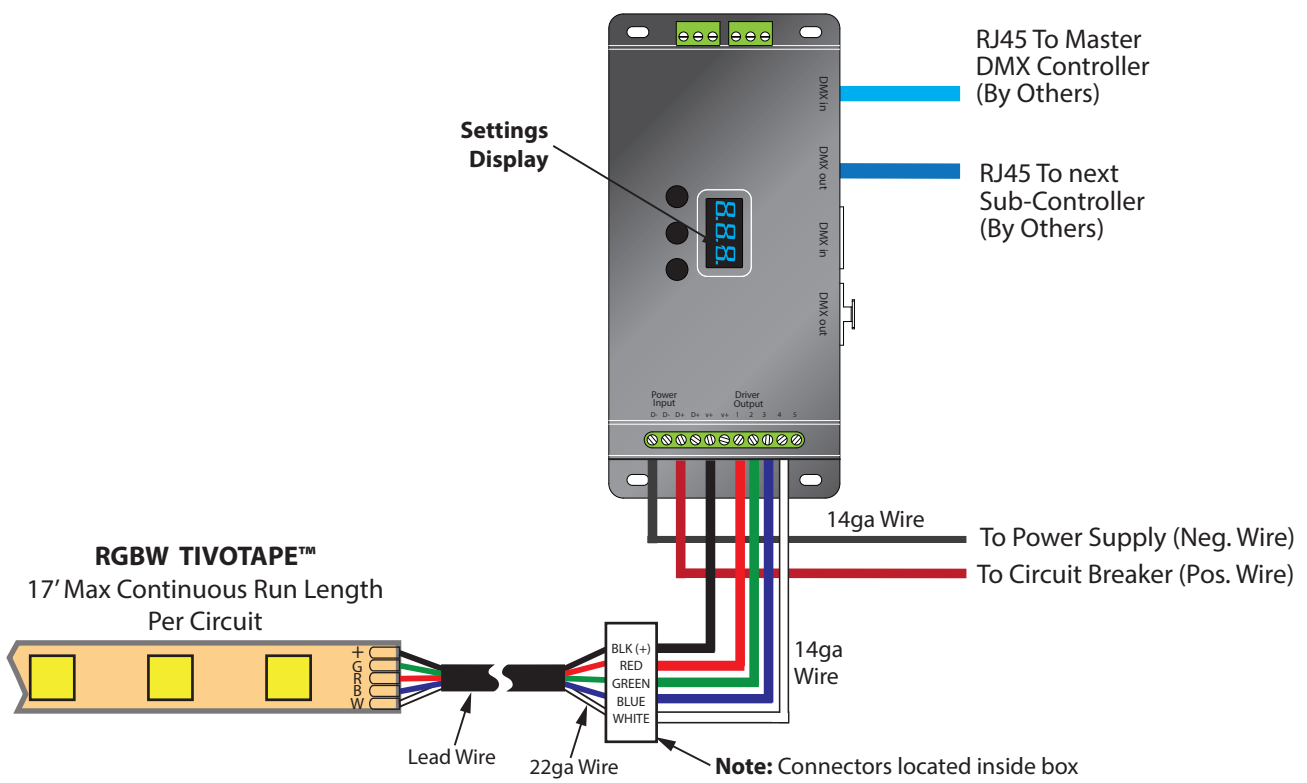 RJ45 To Master
DMX Controller
(By Others)
DMX in
Settings
Display
DMX out
RJ45 To next
Sub-Controller
(By Others)
8.8.8.
DMX in
DMX out
Power
Input
Driver
Output
D- D- D+ D+ v+ v+ 1 2 3 4 5
14ga Wire
To Power Supply (Neg. Wire)
To Circuit Breaker (Pos. Wire)
RGBW TIVOTAPE™
17’ Max Continuous Run Length
Per Circuit
+
G
R
B
W
BLK (+)
RED
GREEN
BLUE
WHITE
14ga
Wire
Lead Wire
22ga Wire
Note: Connectors located inside box